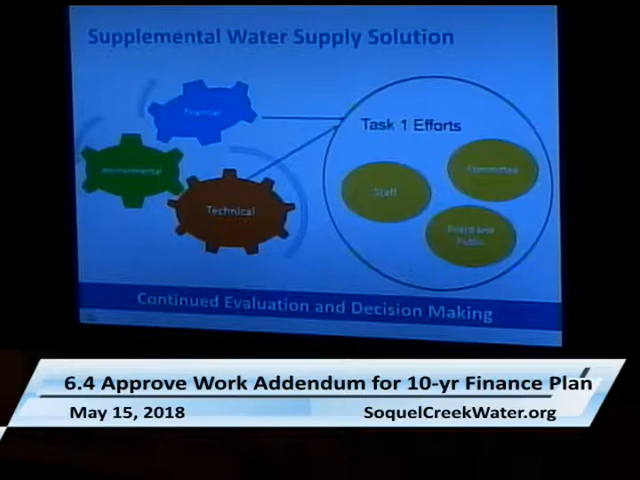 Supplemental Water Supply Solution
financial
environmental
Technical
Task 1 Efforts
Staff
Committee
Board and
Public
Continued Evaluation and Decision Making
6.4 Approve Work Addendum for 10-yr Finance Plan
May 15, 2018
SoquelCreekWater.org